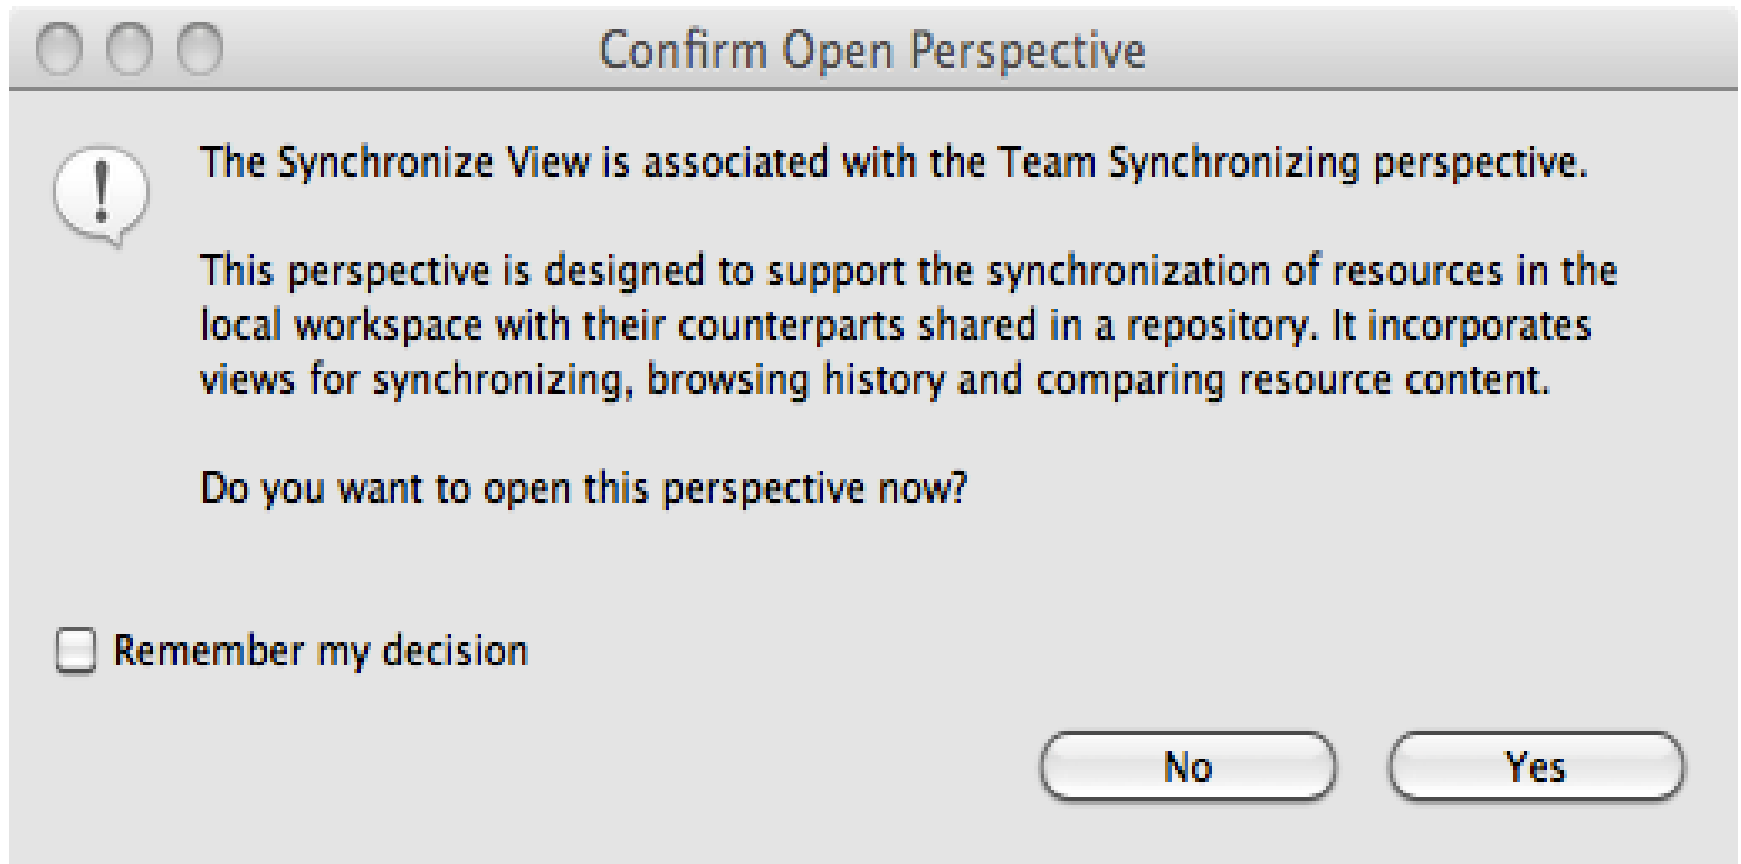 Confirm Open Perspective
The Synchronize View is associated with the Team Synchronizing perspective.
This perspective is designed to support the synchronization of resources in the
local workspace with their counterparts shared in a repository. It incorporates
views for synchronizing, browsing history and comparing resource content.
Do you want to open this perspective now?
Remember my decision
No
Yes